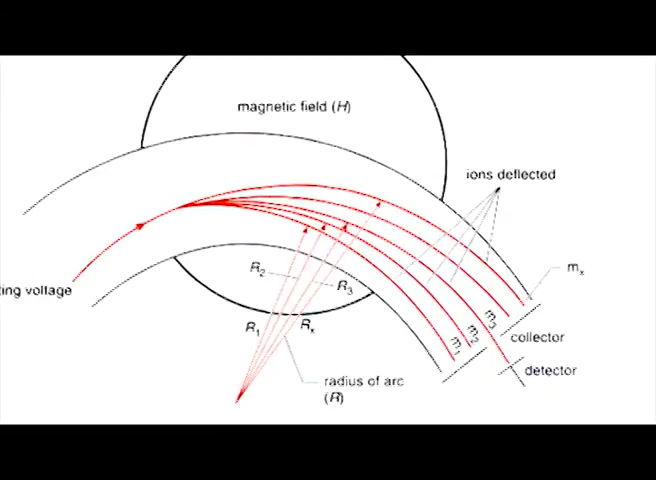 magnetic field (H)
ions deflected
ting voltage
R₂
R₃
R₁
Rₓ
mₓ
m₁
m₂
m₃
collector
detector
radius of arc
(R)